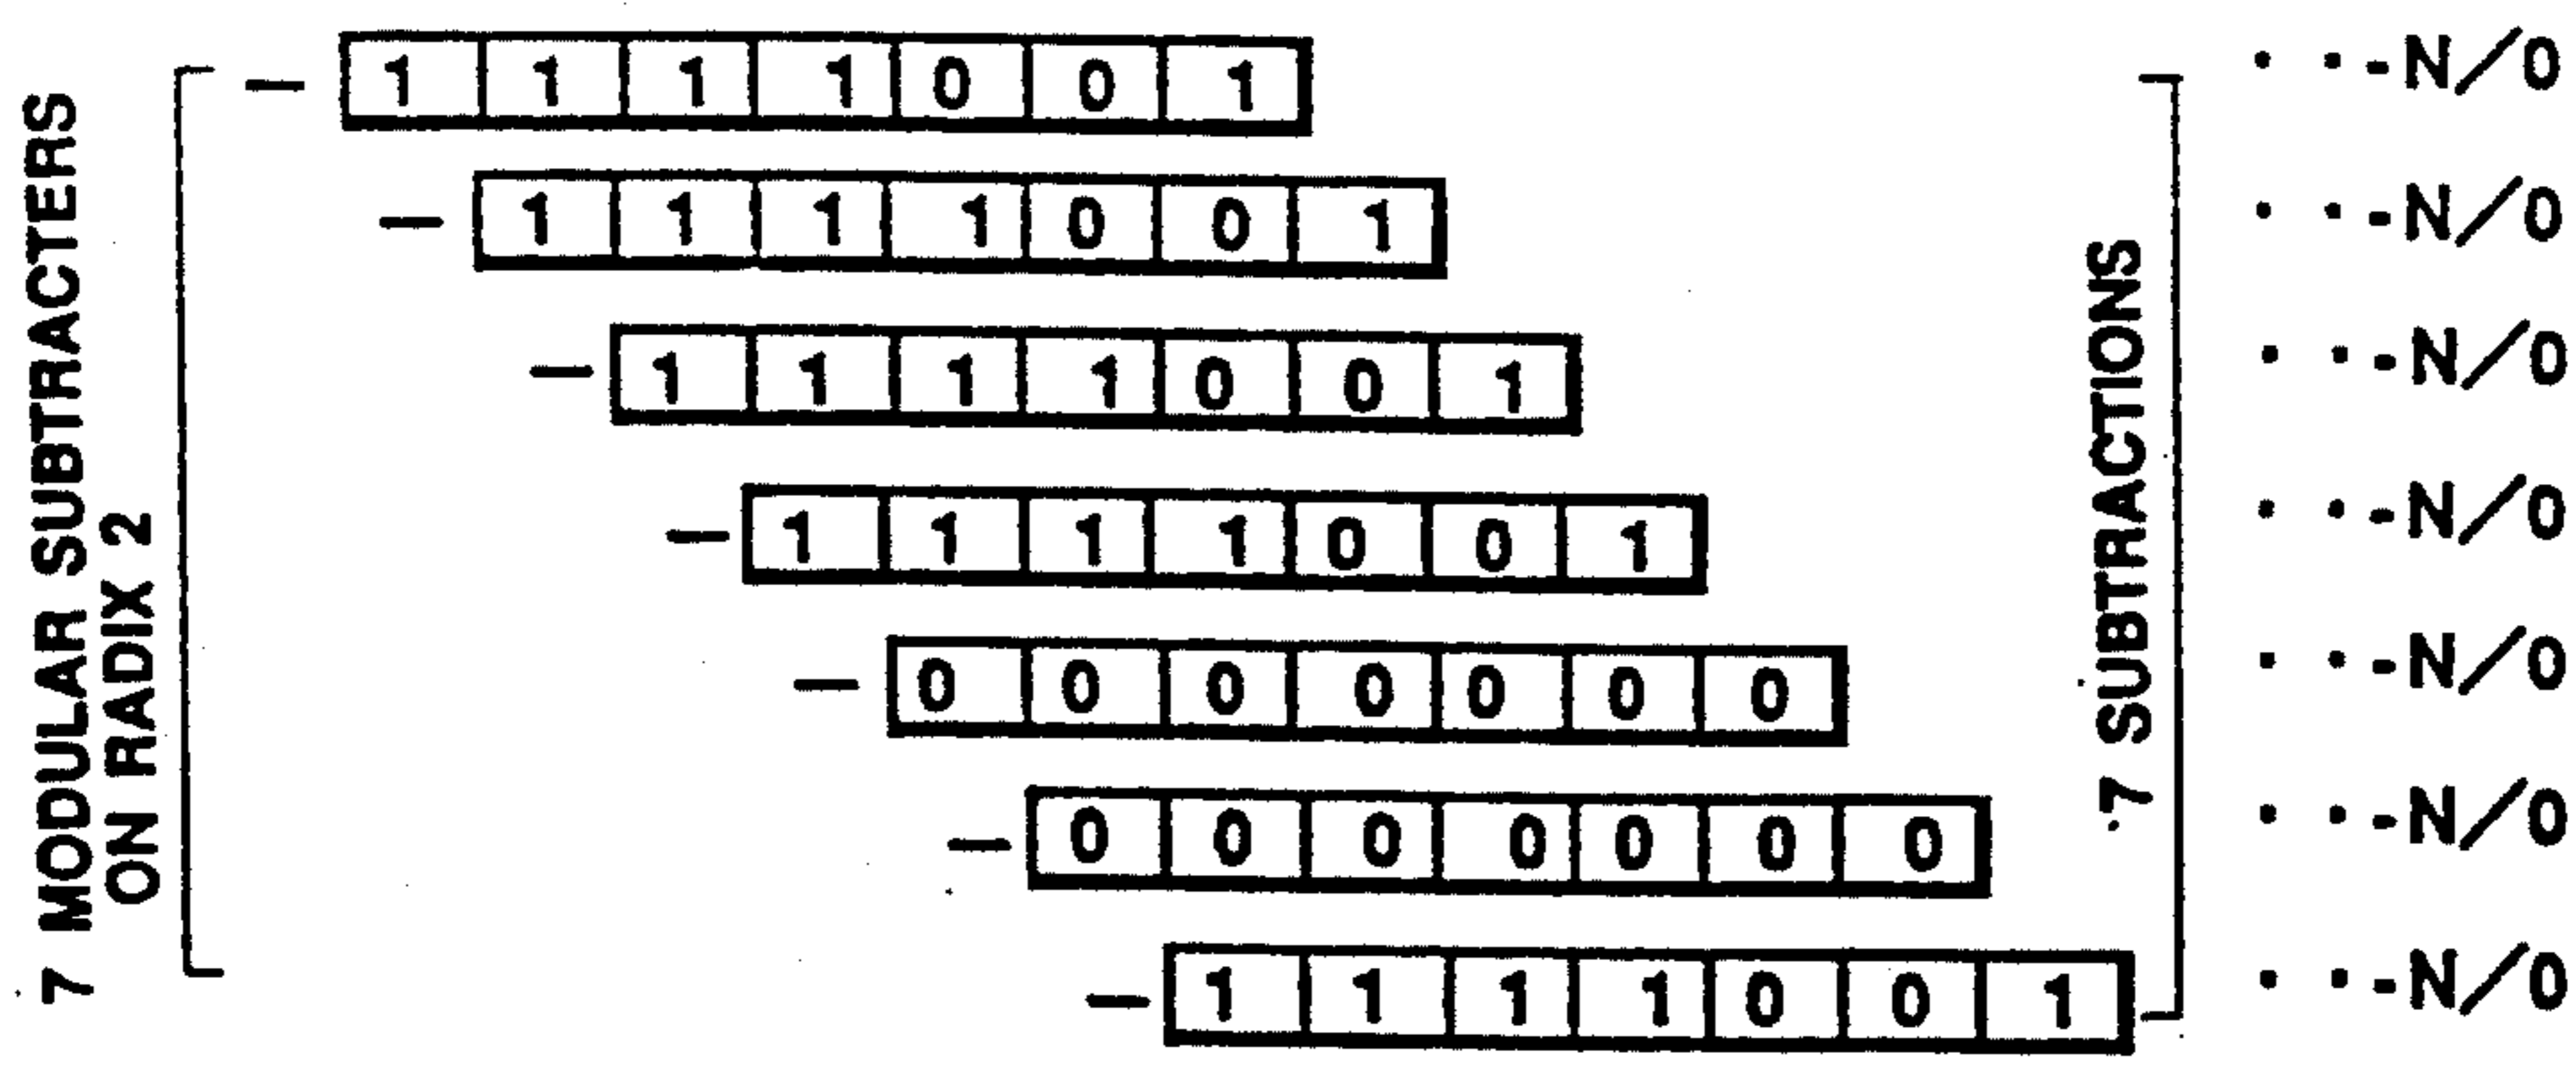 7 MODULAR SUBTRACTERS
ON RADIX 2
— 1 1 1 1 0 0 1 · · -N/0
— 1 1 1 1 0 0 1 · · -N/0
— 1 1 1 1 0 0 1 · · -N/0
— 1 1 1 1 0 0 1 · · -N/0
— 0 0 0 0 0 0 0 · · -N/0
— 0 0 0 0 0 0 0 · · -N/0
— 1 1 1 1 0 0 1 · · -N/0
7 SUBTRACTIONS